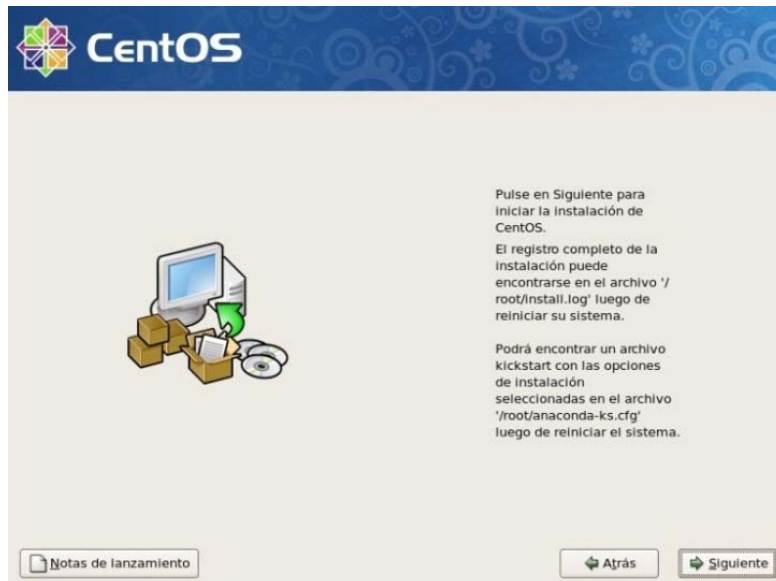 CentOS
Pulse en Siguiente para
iniciar la instalación de
CentOS.
El registro completo de la
instalación puede
encontrarse en el archivo '/
root/install.log' luego de
reiniciar su sistema.
Podrá encontrar un archivo
kickstart con las opciones
de instalación
seleccionadas en el archivo
'/root/anaconda-ks.cfg'
luego de reiniciar el sistema.
Notas de lanzamiento
Atrás
Siguiente